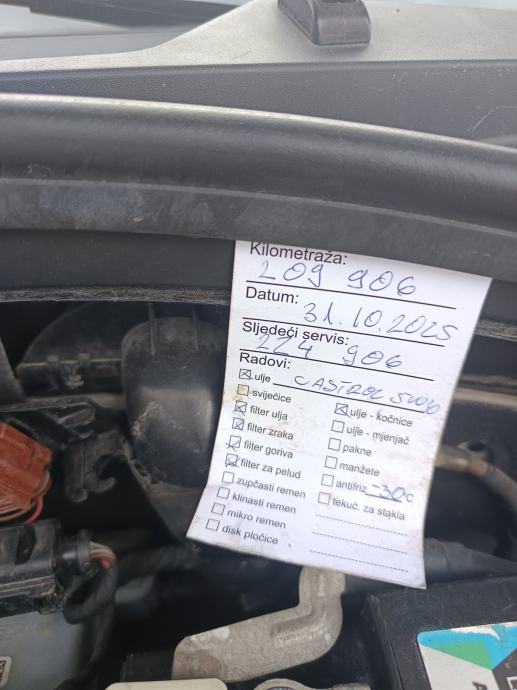 Kilometraža:
209 906
Datum:
31.10.2025
Sljedeći servis:
224 906
Radovi:
ulje CASTROL 5W30
svijećice
filter ulja
filter zraka
filter goriva
filter za pelud
zupčasti remen
klinasti remen
mikro remen
disk pločice
ulje - kočnice
ulje - mjenjač
pakne
manžete
antifriz -30 C
tekuć. za stakla